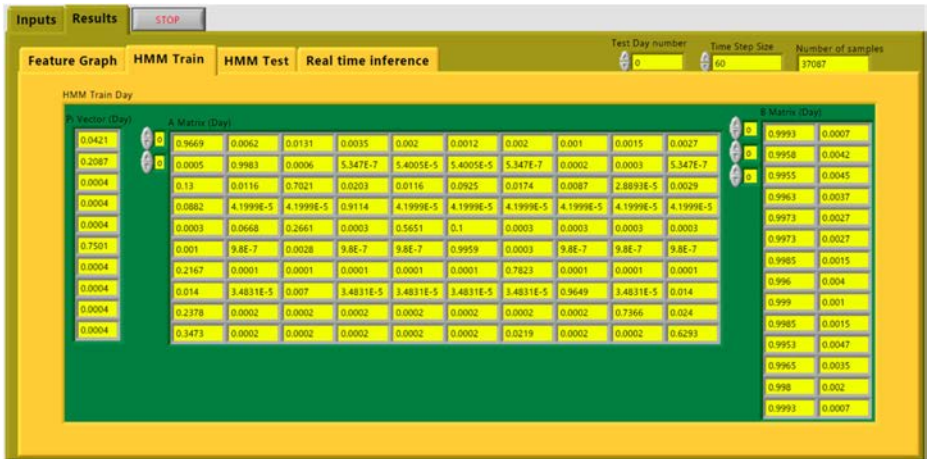 Inputs Results STOP
Feature Graph HMM Train HMM Test Real time inference
Test Day number Time Step Size Number of samples
0 60 37087
HMM Train Day
Pi Vector (Day) A Matrix (Day) B Matrix (Day)
0.0421
0.2087
0.0004
0.0004
0.0004
0.7501
0.0004
0.0004
0.0004
0.0004
0
0
0.9669 0.0062 0.0131 0.0035 0.002 0.0012 0.002 0.001 0.0015 0.0027
0.0005 0.9983 0.0006 5.347E-7 5.4005E-5 5.4005E-5 5.347E-7 0.0002 0.0003 5.347E-7
0.13 0.0116 0.7021 0.0203 0.0116 0.0925 0.0174 0.0087 2.8893E-5 0.0029
0.0882 4.1999E-5 4.1999E-5 0.9114 4.1999E-5 4.1999E-5 4.1999E-5 4.1999E-5 4.1999E-5 4.1999E-5
0.0003 0.0668 0.2661 0.0003 0.5651 0.1 0.0003 0.0003 0.0003 0.0003
0.001 9.8E-7 0.0028 9.8E-7 9.8E-7 0.9959 0.0003 9.8E-7 9.8E-7 9.8E-7
0.2167 0.0001 0.0001 0.0001 0.0001 0.0001 0.7823 0.0001 0.0001 0.0001
0.014 3.4831E-5 0.007 3.4831E-5 3.4831E-5 3.4831E-5 3.4831E-5 0.9649 3.4831E-5 0.014
0.2378 0.0002 0.0002 0.0002 0.0002 0.0002 0.0002 0.0002 0.7366 0.024
0.3473 0.0002 0.0002 0.0002 0.0002 0.0002 0.0219 0.0002 0.0002 0.6293
0
0
0
0.9993 0.0007
0.9958 0.0042
0.9955 0.0045
0.9963 0.0037
0.9973 0.0027
0.9973 0.0027
0.9985 0.0015
0.996 0.004
0.999 0.001
0.9985 0.0015
0.9953 0.0047
0.9965 0.0035
0.998 0.002
0.9993 0.0007